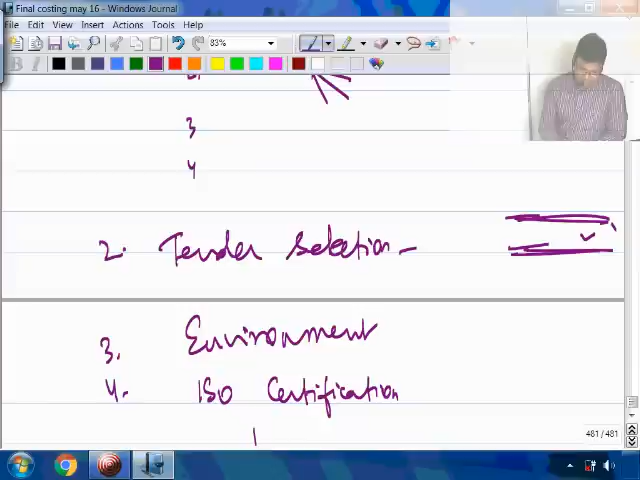 Final costing may 16 - Windows Journal
File Edit View Insert Actions Tools Help
83%
B I
3
4
2. Tender Selection -
3. Environment
4. ISO Certification
481 / 481